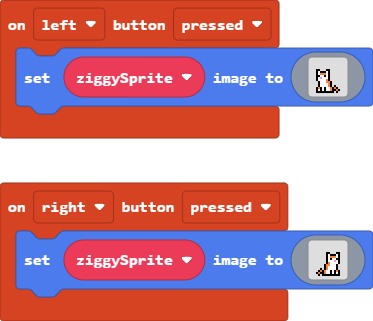 on left button pressed
set ziggySprite image to
on right button pressed
set ziggySprite image to